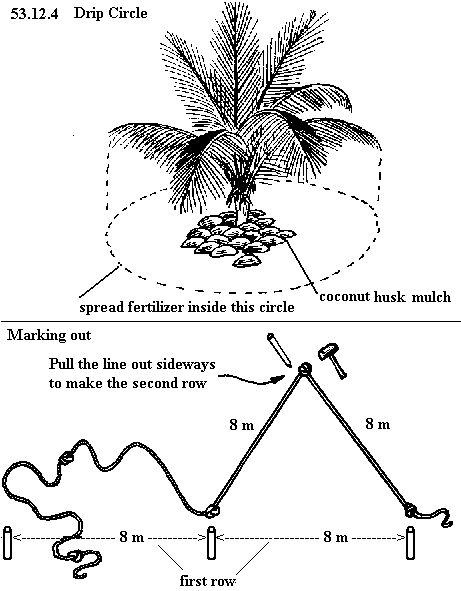 53.12.4 Drip Circle
coconut husk mulch
spread fertilizer inside this circle
Marking out
Pull the line out sideways
to make the second row
8 m
8 m
8 m
8 m
first row